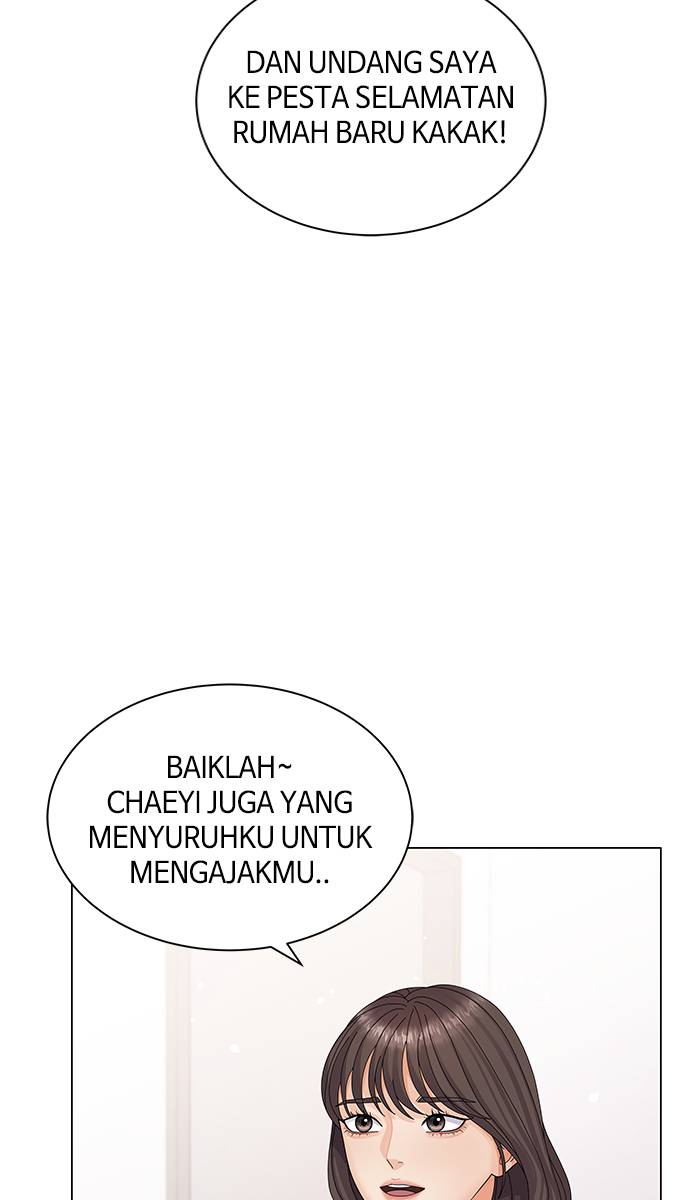 DAN UNDANG SAYA
KE PESTA SELAMATAN
RUMAH BARU KAKAK!
BAIKLAH~
CHAEYI JUGA YANG
MENYURUHKU UNTUK
MENGAJAKMU..